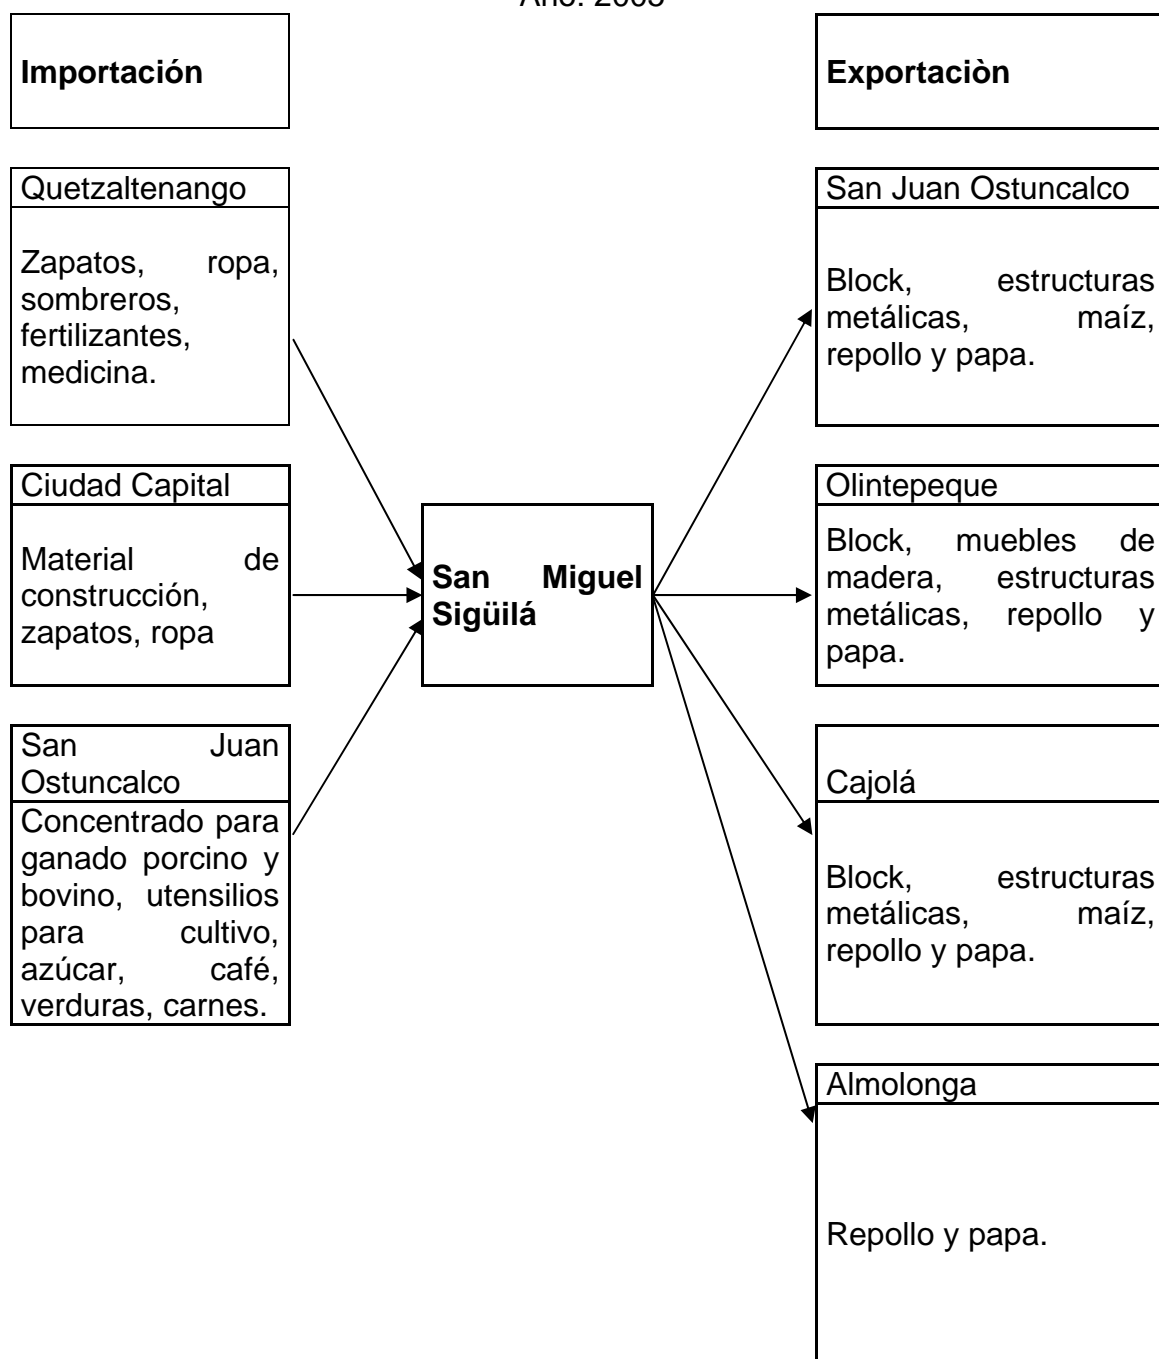 Importación
Exportaciòn
Quetzaltenango
Zapatos, ropa,
sombreros,
fertilizantes,
medicina.
San Juan Ostuncalco
Block, estructuras
metálicas, maíz,
repollo y papa.
Ciudad Capital
Material de
construcción,
zapatos, ropa
San Miguel
Sigüilá
Olintepeque
Block, muebles de
madera, estructuras
metálicas, repollo y
papa.
San Juan
Ostuncalco
Concentrado para
ganado porcino y
bovino, utensilios
para cultivo,
azúcar, café,
verduras, carnes.
Cajolá
Block, estructuras
metálicas, maíz,
repollo y papa.
Almolonga
Repollo y papa.